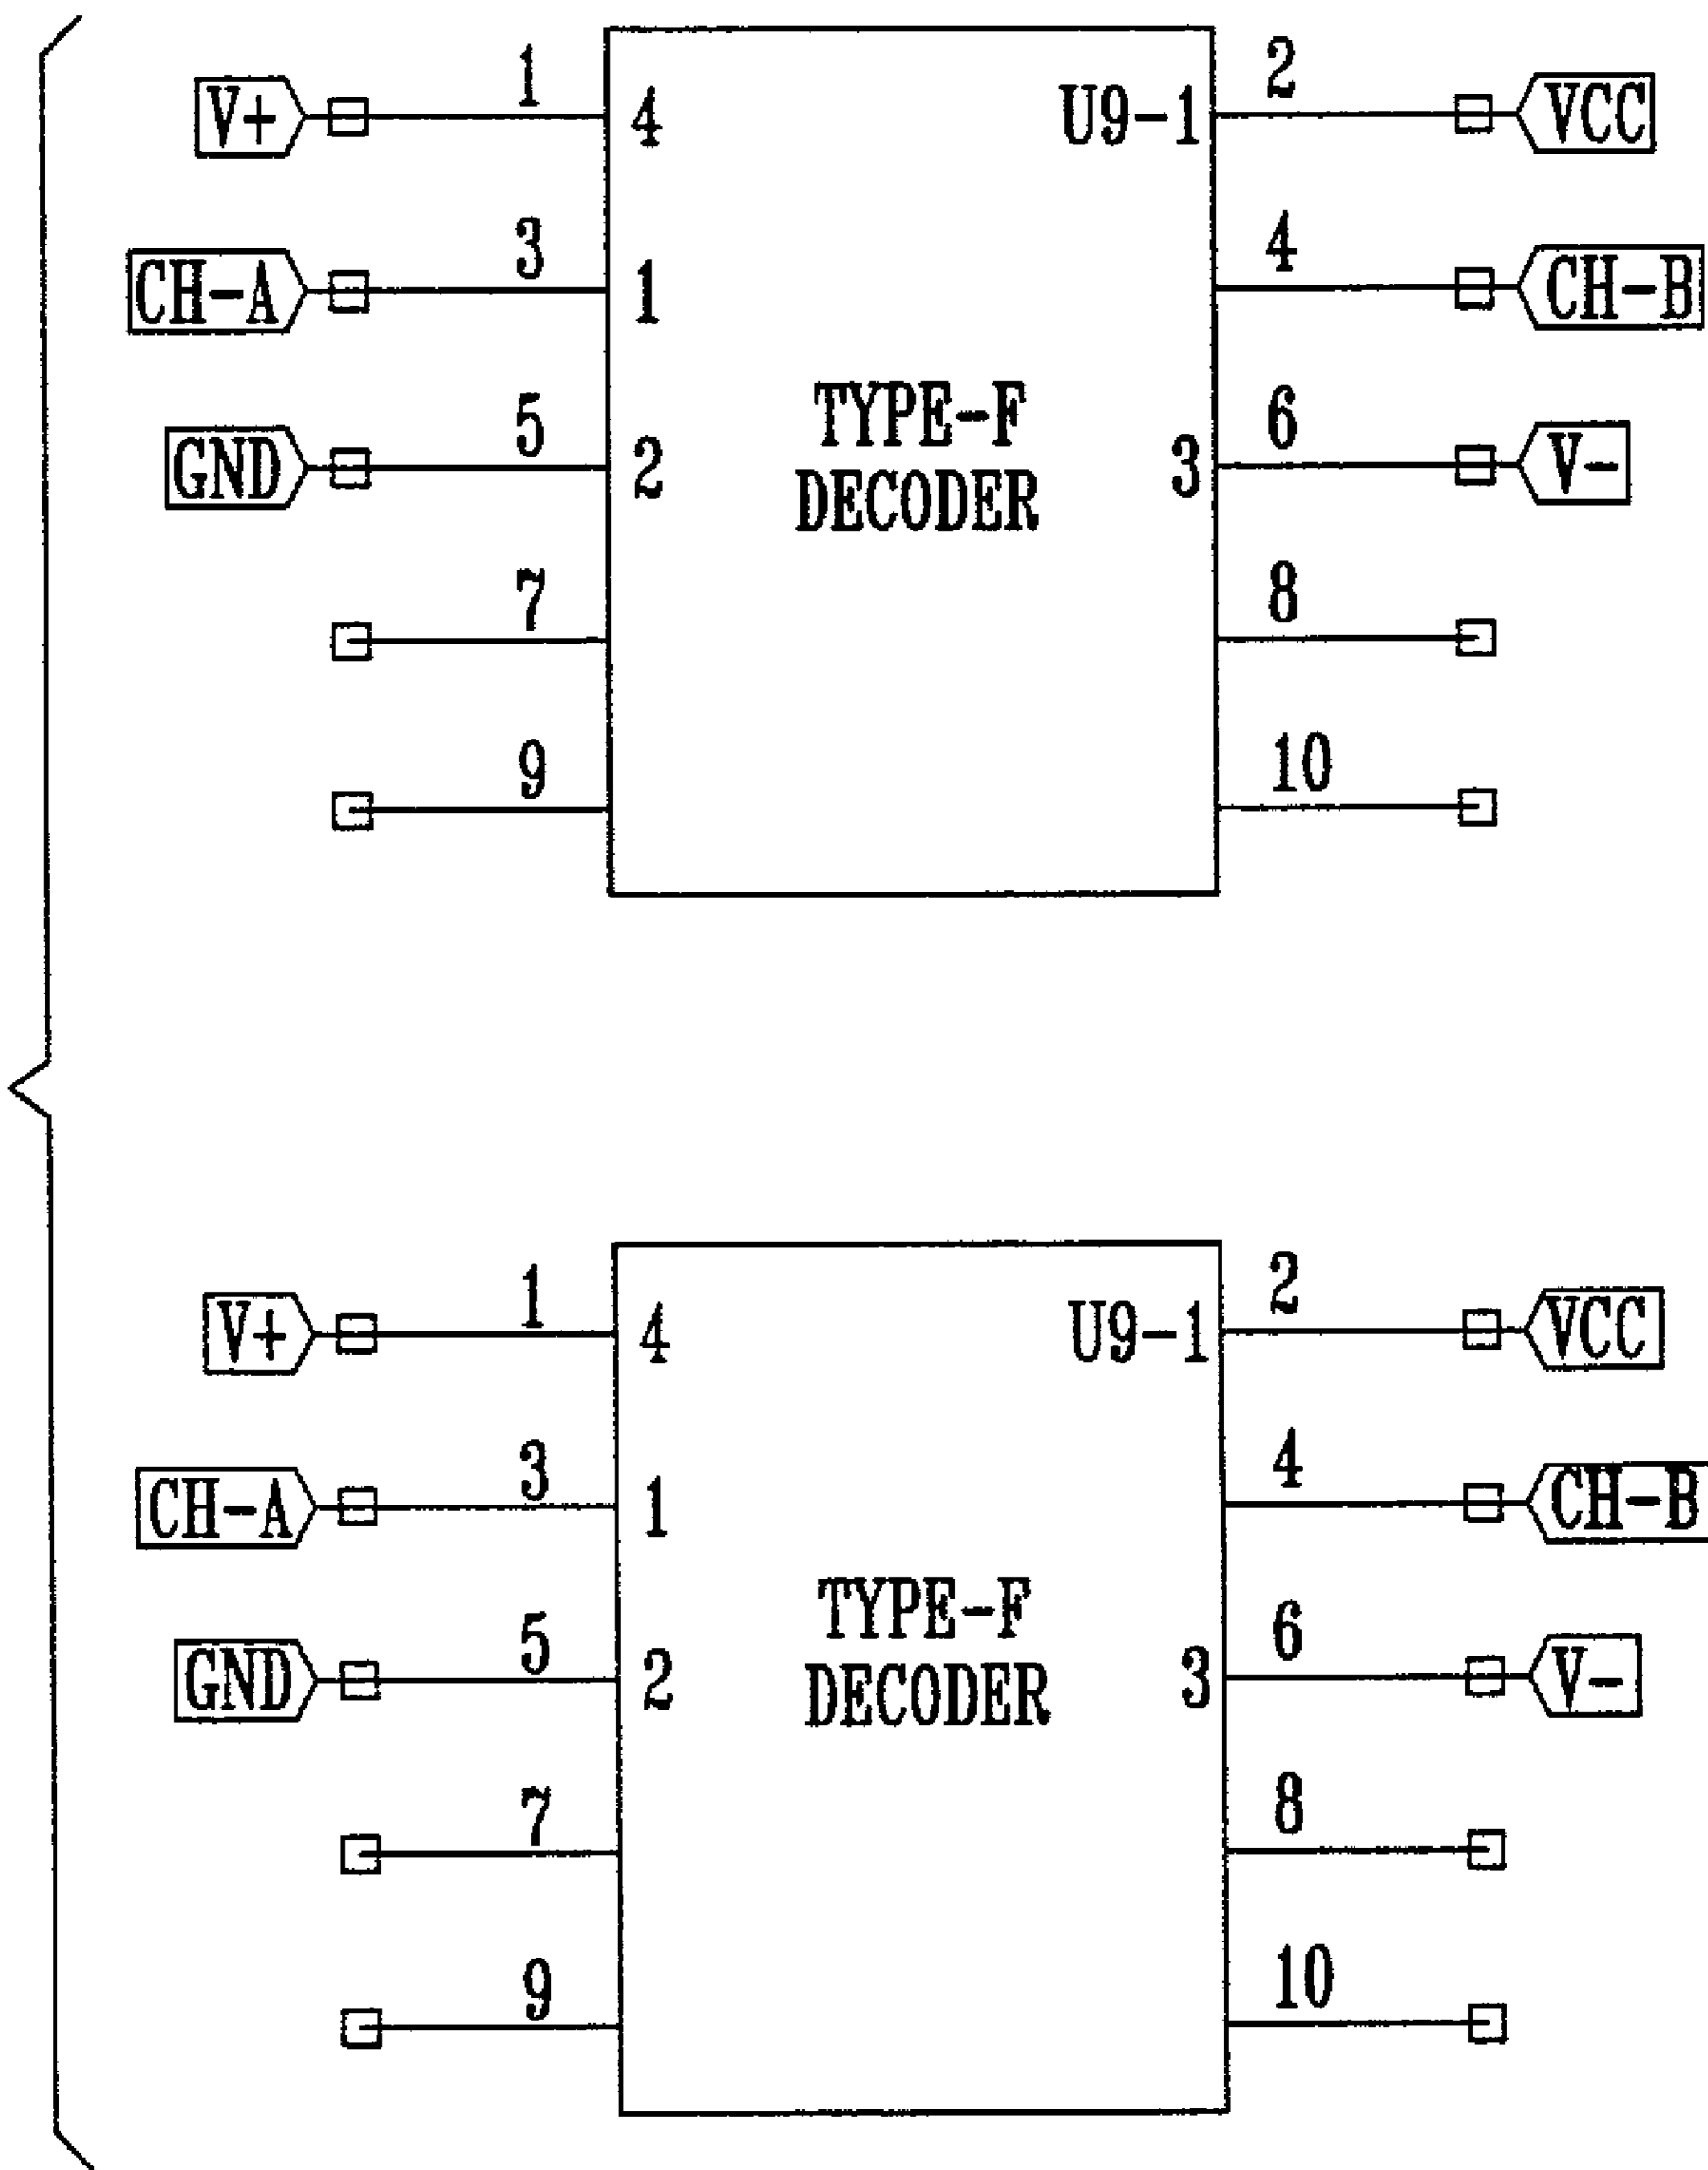 1 2
V+ 4 U9-1 VCC
3 4
CH-A 1 CH-B
TYPE-F
5 6
GND 2 3 V-
DECODER
7 8
9 10
1 2
V+ 4 U9-1 VCC
3 4
CH-A 1 CH-B
TYPE-F
5 6
GND 2 3 V-
DECODER
7 8
9 10